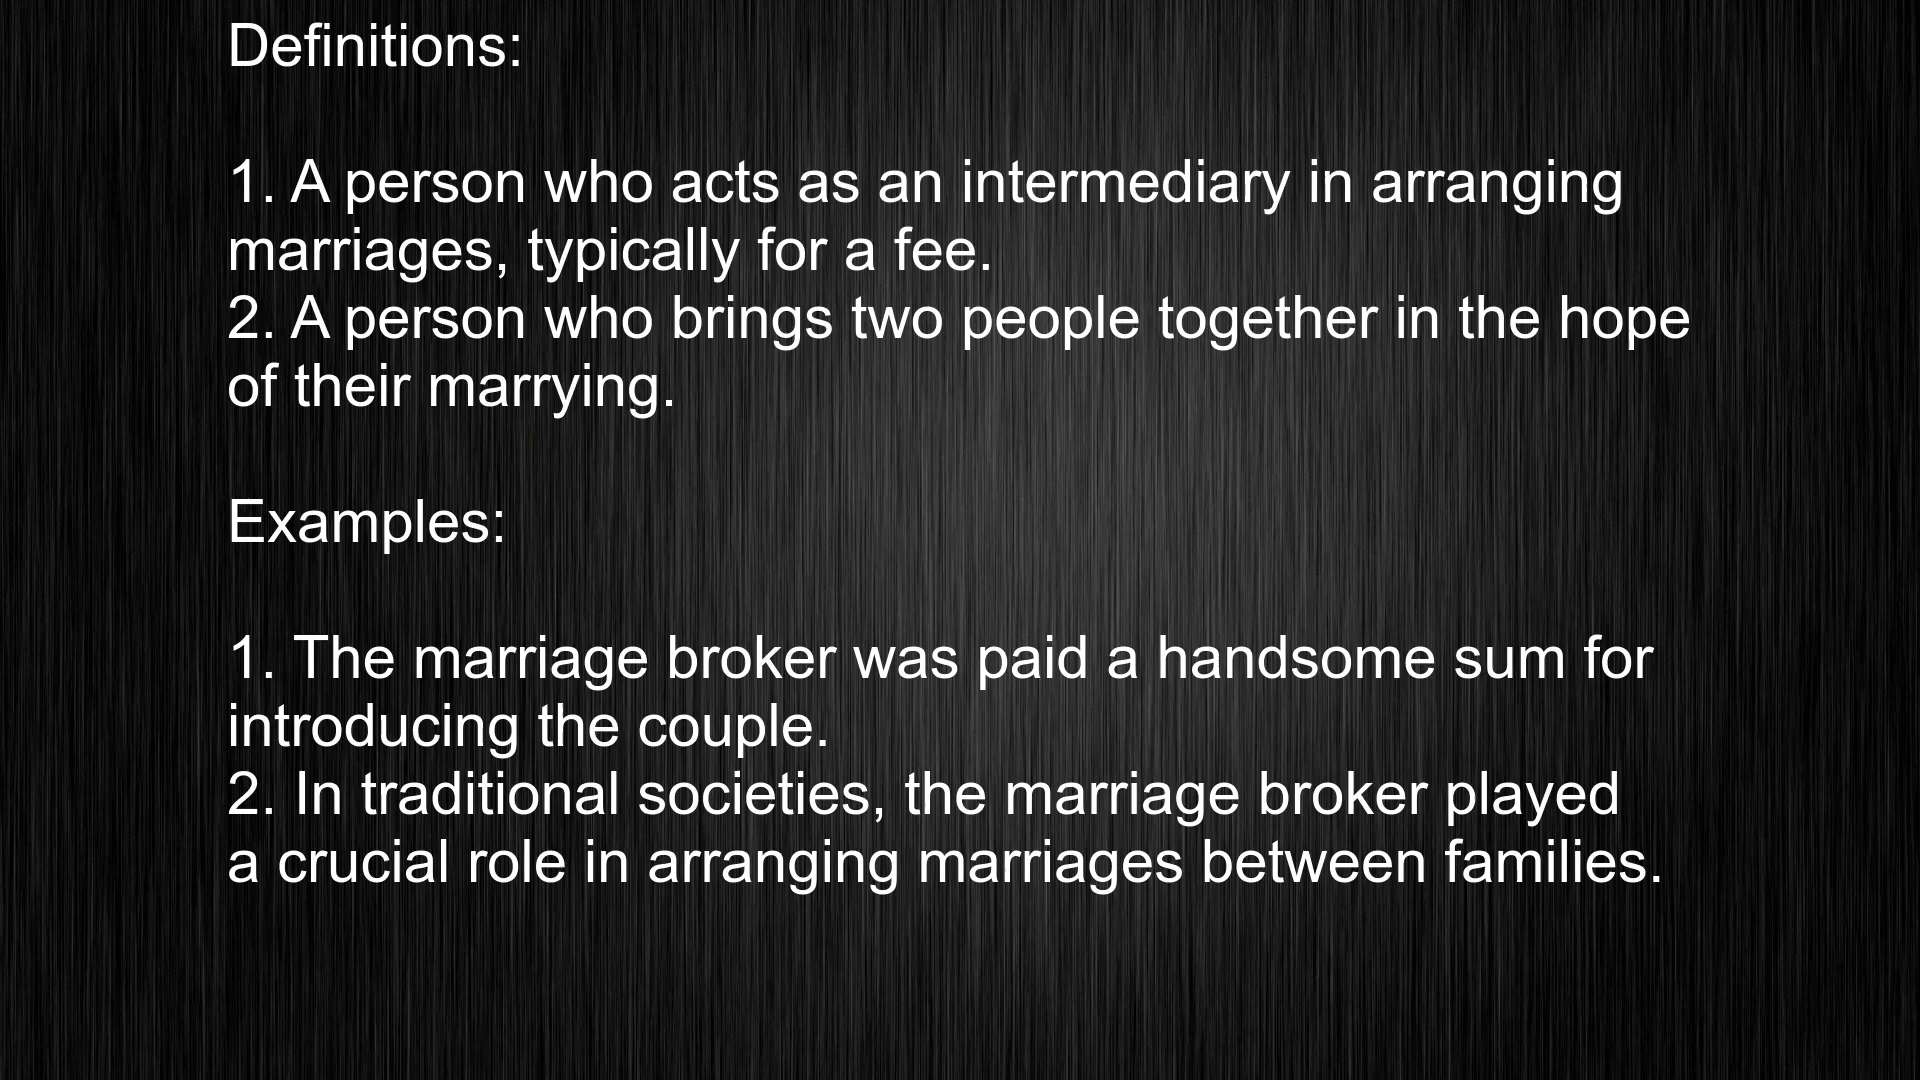 Definitions:
1. A person who acts as an intermediary in arranging
marriages, typically for a fee.
2. A person who brings two people together in the hope
of their marrying.
Examples:
1. The marriage broker was paid a handsome sum for
introducing the couple.
2. In traditional societies, the marriage broker played
a crucial role in arranging marriages between families.